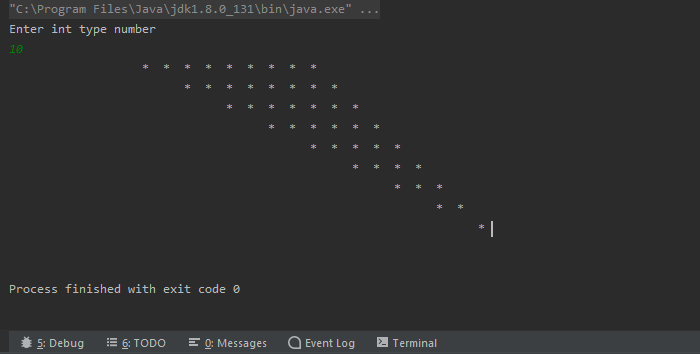 "C:\Program Files\Java\jdk1.8.0_131\bin\java.exe" ...
Enter int type number
10
                   *  *  *  *  *  *  *  *  *
                         *  *  *  *  *  *  *  *
                               *  *  *  *  *  *  *
                                     *  *  *  *  *  *
                                           *  *  *  *  *
                                                 *  *  *  *
                                                       *  *  *
                                                             *  *
                                                                   *
Process finished with exit code 0
5: Debug 6: TODO 0: Messages Event Log Terminal